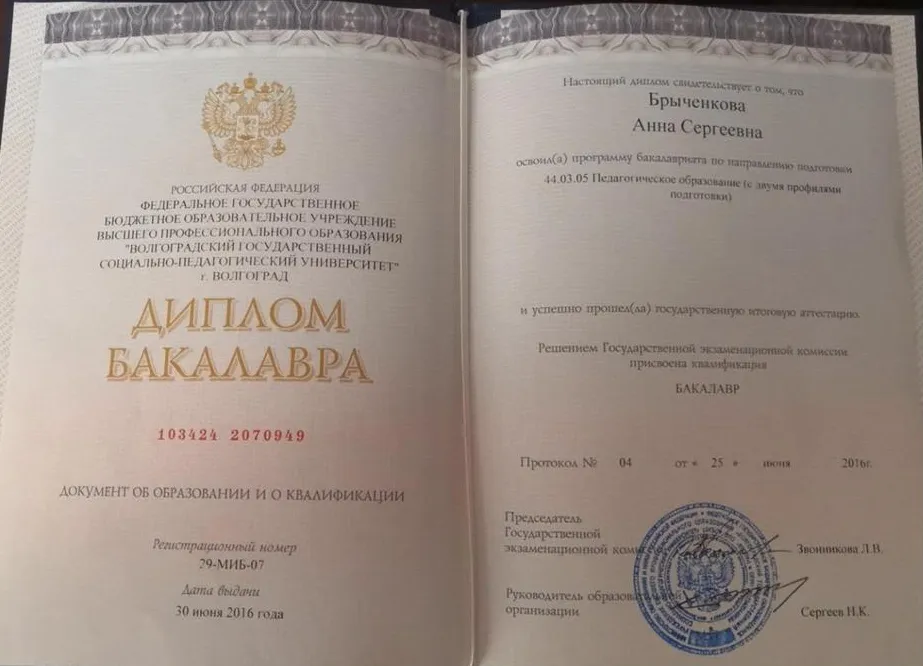 РОССИЙСКАЯ ФЕДЕРАЦИЯ
ФЕДЕРАЛЬНОЕ ГОСУДАРСТВЕННОЕ
БЮДЖЕТНОЕ ОБРАЗОВАТЕЛЬНОЕ УЧРЕЖДЕНИЕ
ВЫСШЕГО ПРОФЕССИОНАЛЬНОГО ОБРАЗОВАНИЯ
"ВОЛГОГРАДСКИЙ ГОСУДАРСТВЕННЫЙ
СОЦИАЛЬНО-ПЕДАГОГИЧЕСКИЙ УНИВЕРСИТЕТ"
г. ВОЛГОГРАД
ДИПЛОМ
БАКАЛАВРА
103424 2070949
ДОКУМЕНТ ОБ ОБРАЗОВАНИИ И О КВАЛИФИКАЦИИ
Регистрационный номер
29-МИБ-07
Дата выдачи
30 июня 2016 года
Настоящий диплом свидетельствует о том, что
Брыченкова
Анна Сергеевна
освоил(а) программу бакалавриата по направлению подготовки
44.03.05 Педагогическое образование (с двумя профилями
подготовки)
и успешно прошел(ла) государственную итоговую аттестацию.
Решением Государственной экзаменационной комиссии
присвоена квалификация
БАКАЛАВР
Протокол № 04 от « 25 » июня 2016г.
Председатель
Государственной
экзаменационной Звонникова Л.В.
Руководитель
организации Сергеев Н.К.